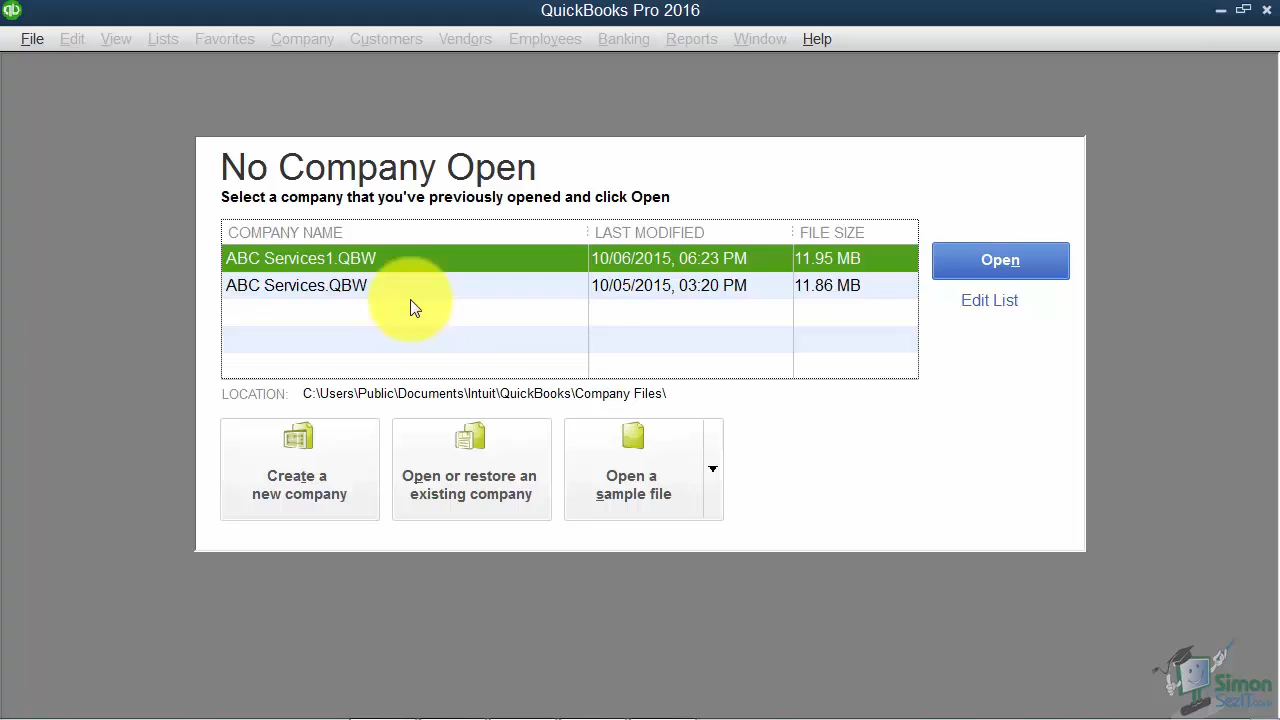 qb
QuickBooks Pro 2016
File Edit View Lists Favorites Company Customers Vendors Employees Banking Reports Window Help
No Company Open
Select a company that you've previously opened and click Open
COMPANY NAME LAST MODIFIED FILE SIZE
ABC Services1.QBW 10/06/2015, 06:23 PM 11.95 MB
ABC Services.QBW 10/05/2015, 03:20 PM 11.86 MB
Open
Edit List
LOCATION: C:\Users\Public\Documents\Intuit\QuickBooks\Company Files\
Create a
new company
Open or restore an
existing company
Open a
sample file
Simon
SezIT.com